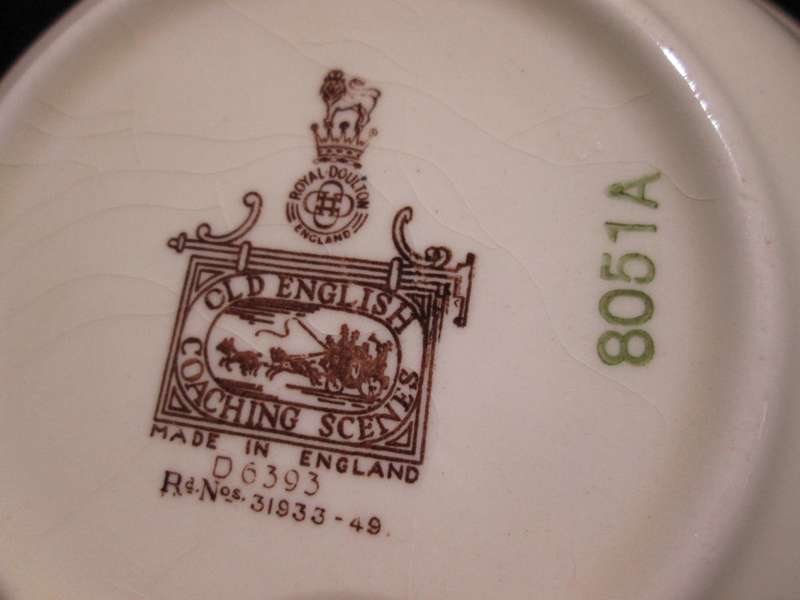 ROYAL·DOULTON
ENGLAND
OLD ENGLISH
COACHING SCENES
MADE IN ENGLAND
D6393
Rd. Nos. 31933-49.
8051A